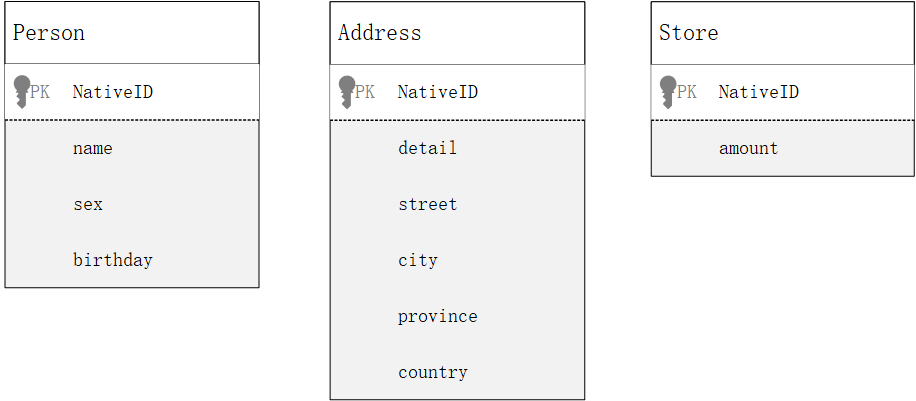 Person
PK NativeID
name
sex
birthday
Address
PK NativeID
detail
street
city
province
country
Store
PK NativeID
amount